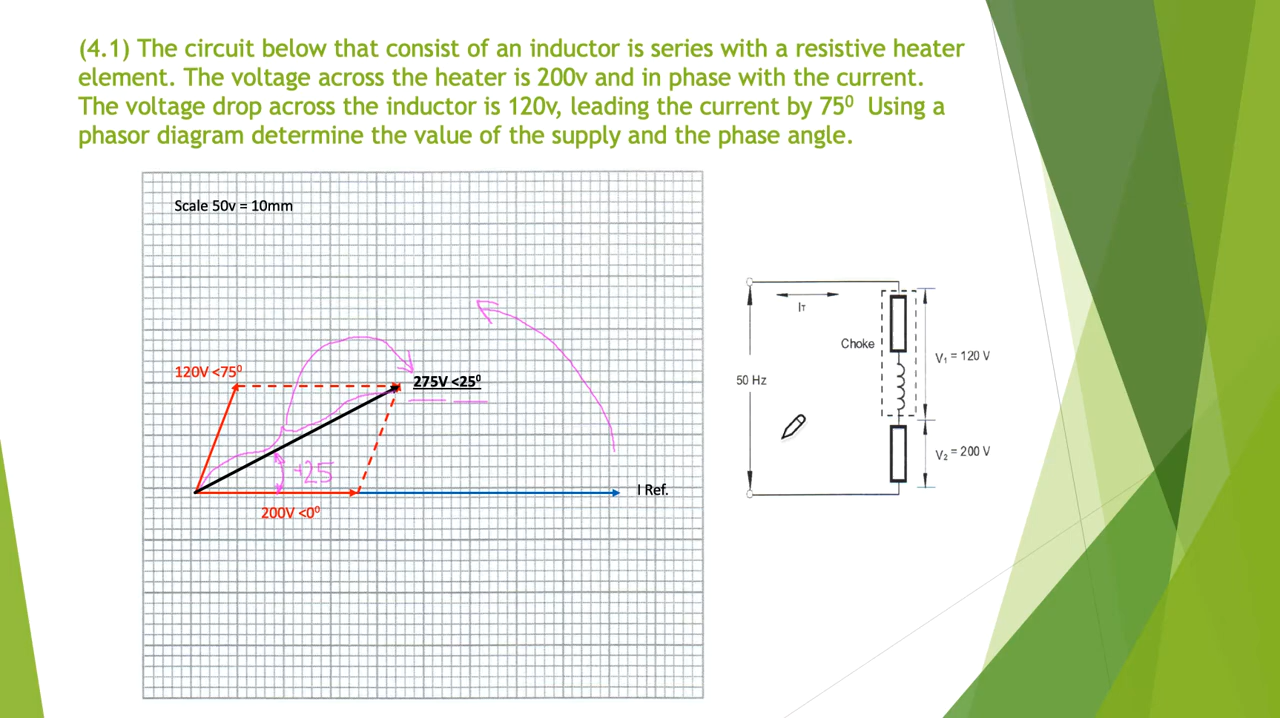 (4.1) The circuit below that consist of an inductor is series with a resistive heater
element. The voltage across the heater is 200v and in phase with the current.
The voltage drop across the inductor is 120v, leading the current by 75⁰ Using a
phasor diagram determine the value of the supply and the phase angle.
Scale 50v = 10mm
120V <75⁰
275V <25⁰
+25
200V <0⁰
I Ref.
IT
Choke
V₁ = 120 V
50 Hz
V₂ = 200 V